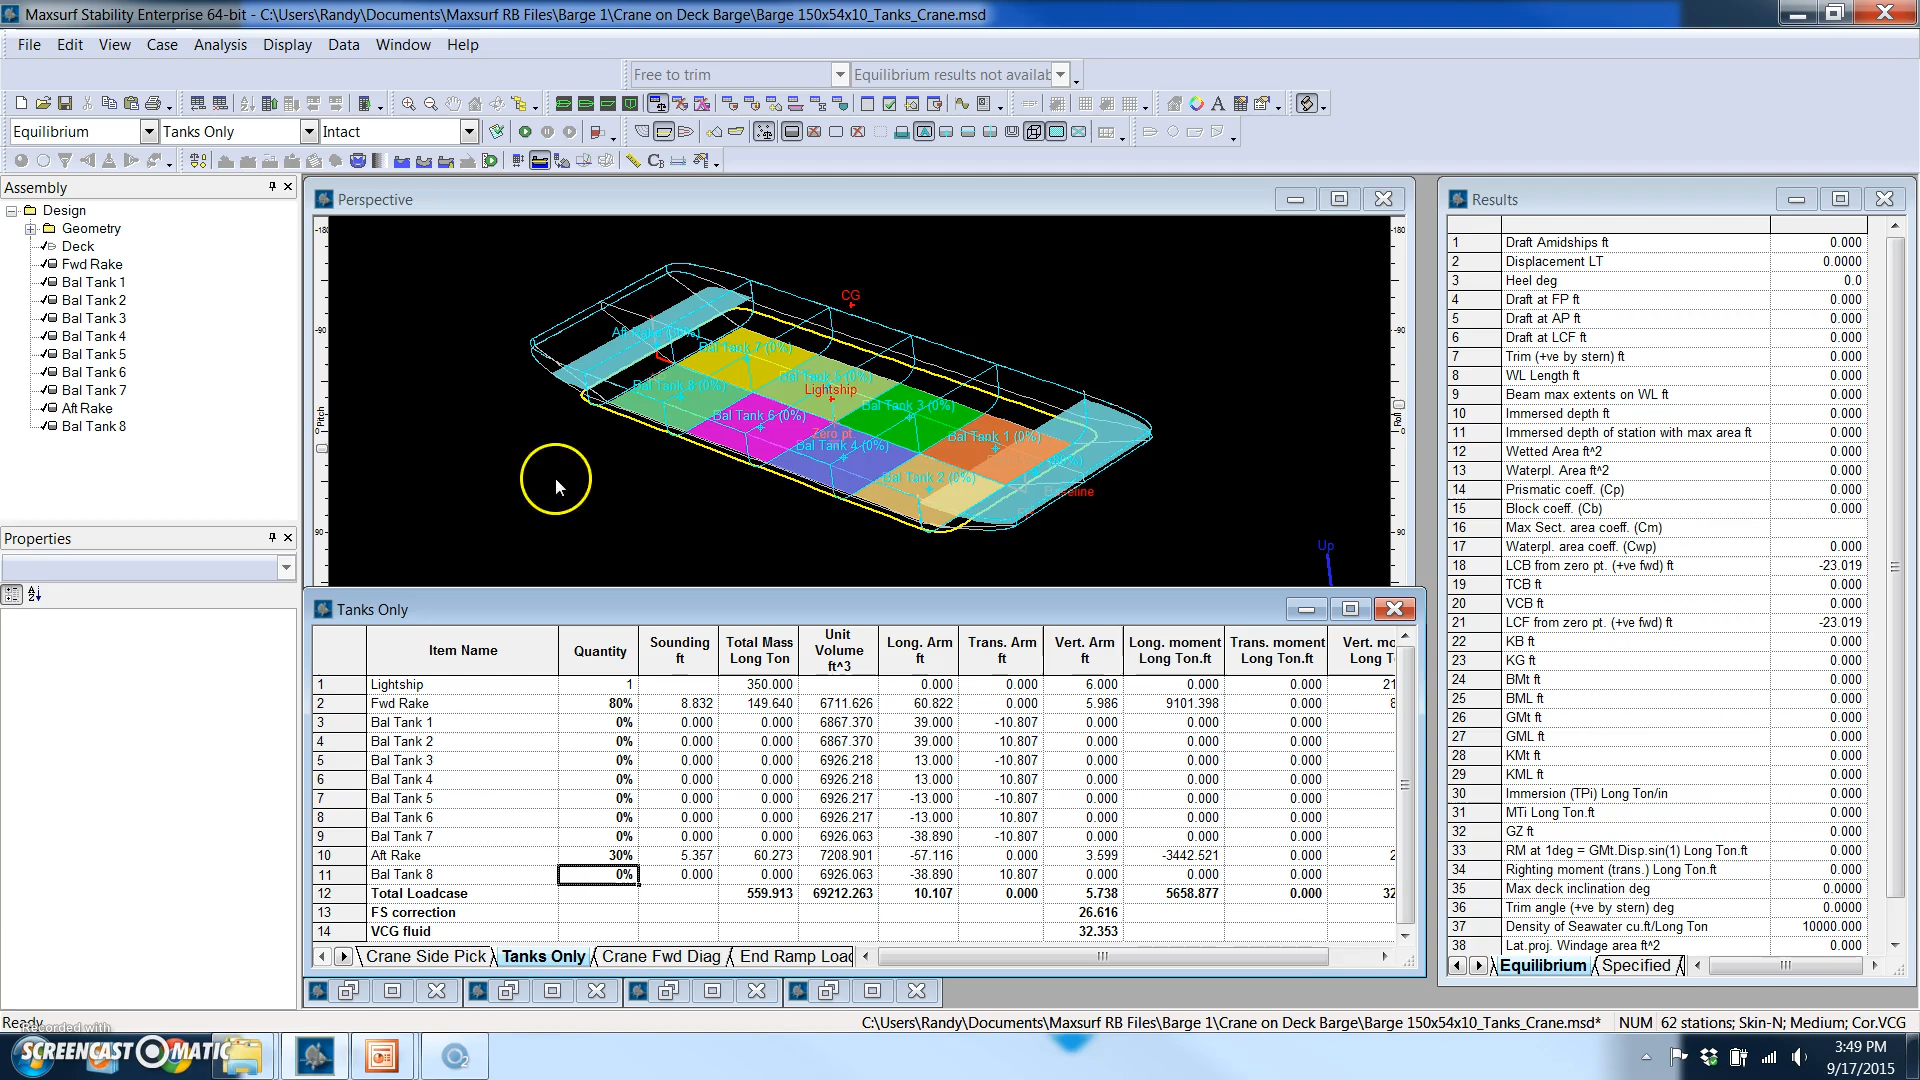 Maxsurf Stability Enterprise 64-bit - C:\Users\Randy\Documents\Maxsurf RB Files\Barge 1\Crane on Deck Barge\Barge 150x54x10_Tanks_Crane.msd
File Edit View Case Analysis Display Data Window Help
Free to trim Equilibrium results not availab
Equilibrium Tanks Only Intact
Assembly
Design
Geometry
Deck
Fwd Rake
Bal Tank 1
Bal Tank 2
Bal Tank 3
Bal Tank 4
Bal Tank 5
Bal Tank 6
Bal Tank 7
Aft Rake
Bal Tank 8
Properties
Perspective
-180 -180
-90 -90
Pitch 0 Roll 0
90 90
CG
Bal Tank 7 (0%)
Bal Tank 8 (0%)
Bal Tank 5 (0%)
Lightship
Bal Tank 3 (0%)
Bal Tank 6 (0%)
Zero pt
Bal Tank 4 (0%)
Bal Tank 1 (0%)
Bal Tank 2 (0%)
Up
Tanks Only
Item Name Quantity Sounding ft Total Mass Long Ton Unit Volume ft^3 Long. Arm ft Trans. Arm ft Vert. Arm ft Long. moment Long Ton.ft Trans. moment Long Ton.ft Vert. mo Long T
1 Lightship 1 350.000 0.000 0.000 6.000 0.000 0.000 21
2 Fwd Rake 80% 8.832 149.640 6711.626 60.822 0.000 5.986 9101.398 0.000 8
3 Bal Tank 1 0% 0.000 0.000 6867.370 39.000 -10.807 0.000 0.000 0.000
4 Bal Tank 2 0% 0.000 0.000 6867.370 39.000 10.807 0.000 0.000 0.000
5 Bal Tank 3 0% 0.000 0.000 6926.218 13.000 -10.807 0.000 0.000 0.000
6 Bal Tank 4 0% 0.000 0.000 6926.218 13.000 10.807 0.000 0.000 0.000
7 Bal Tank 5 0% 0.000 0.000 6926.217 -13.000 -10.807 0.000 0.000 0.000
8 Bal Tank 6 0% 0.000 0.000 6926.217 -13.000 10.807 0.000 0.000 0.000
9 Bal Tank 7 0% 0.000 0.000 6926.063 -38.890 -10.807 0.000 0.000 0.000
10 Aft Rake 30% 5.357 60.273 7208.901 -57.116 0.000 3.599 -3442.521 0.000 2
11 Bal Tank 8 0% 0.000 0.000 6926.063 -38.890 10.807 0.000 0.000 0.000
12 Total Loadcase 559.913 69212.263 10.107 0.000 5.738 5658.877 0.000 32
13 FS correction 26.616
14 VCG fluid 32.353
Crane Side Pick Tanks Only Crane Fwd Diag End Ramp Load
Results
1 Draft Amidships ft 0.000
2 Displacement LT 0.0000
3 Heel deg 0.0
4 Draft at FP ft 0.000
5 Draft at AP ft 0.000
6 Draft at LCF ft 0.000
7 Trim (+ve by stern) ft 0.000
8 WL Length ft 0.000
9 Beam max extents on WL ft 0.000
10 Immersed depth ft 0.000
11 Immersed depth of station with max area ft 0.000
12 Wetted Area ft^2 0.000
13 Waterpl. Area ft^2 0.000
14 Prismatic coeff. (Cp) 0.000
15 Block coeff. (Cb) 0.000
16 Max Sect. area coeff. (Cm)
17 Waterpl. area coeff. (Cwp) 0.000
18 LCB from zero pt. (+ve fwd) ft -23.019
19 TCB ft 0.000
20 VCB ft 0.000
21 LCF from zero pt. (+ve fwd) ft -23.019
22 KB ft 0.000
23 KG ft 0.000
24 BMt ft 0.000
25 BML ft 0.000
26 GMt ft 0.000
27 GML ft 0.000
28 KMt ft 0.000
29 KML ft 0.000
30 Immersion (TPi) Long Ton/in 0.000
31 MTi Long Ton.ft 0.000
32 GZ ft 0.000
33 RM at 1deg = GMt.Disp.sin(1) Long Ton.ft 0.000
34 Righting moment (trans.) Long Ton.ft 0.000
35 Max deck inclination deg 0.0000
36 Trim angle (+ve by stern) deg 0.0000
37 Density of Seawater cu.ft/Long Ton 10000.000
38 Lat.proj. Windage area ft^2 0.000
Equilibrium Specified
Ready C:\Users\Randy\Documents\Maxsurf RB Files\Barge 1\Crane on Deck Barge\Barge 150x54x10_Tanks_Crane.msd* NUM 62 stations; Skin-N; Medium; Cor.VCG
Recorded with
SCREENCAST MATIC
3:49 PM
9/17/2015